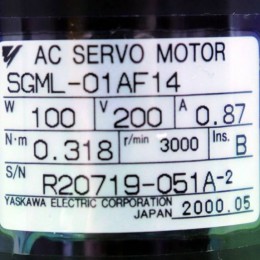 AC SERVO MOTOR
SGML-01AF14
W 100 V 200 A 0.87
N·m 0.318 r/min 3000 Ins. B
S/N R20719-051A-2
YASKAWA ELECTRIC CORPORATION
JAPAN 2000.05